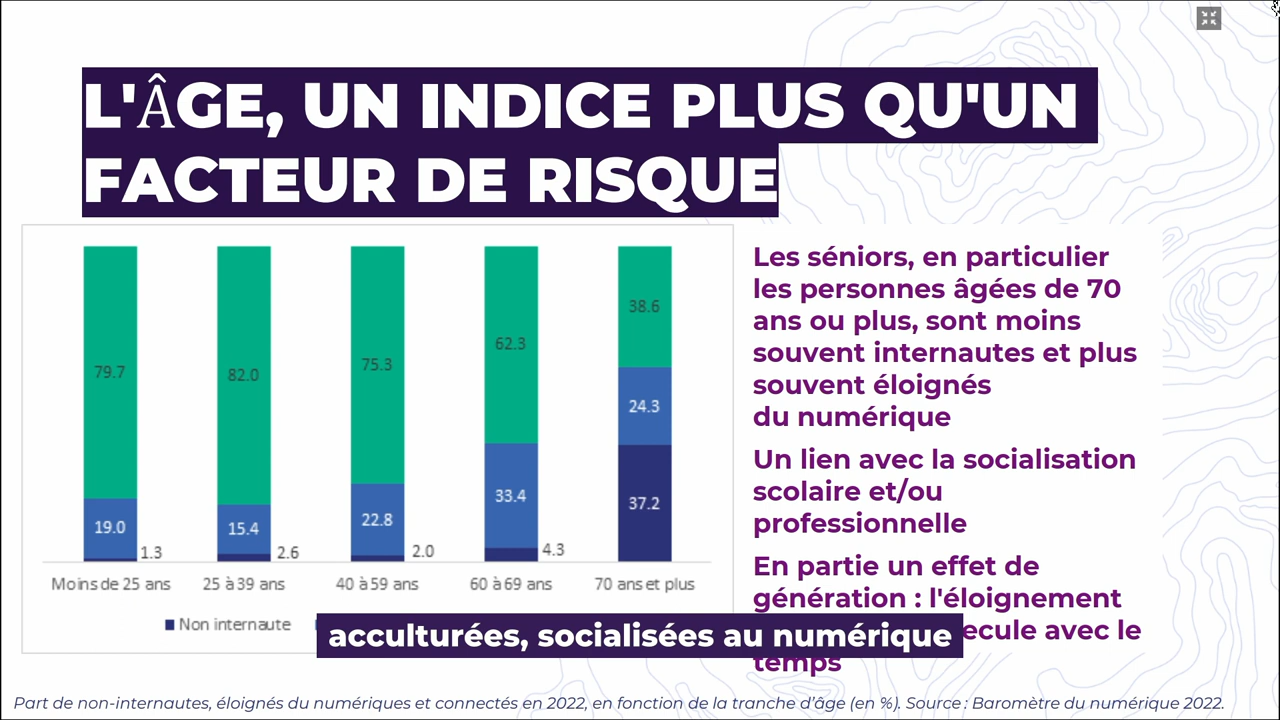 L'ÂGE, UN INDICE PLUS QU'UN
FACTEUR DE RISQUE
79.7
19.0
1.3
82.0
15.4
2.6
75.3
22.8
2.0
62.3
33.4
4.3
38.6
24.3
37.2
Moins de 25 ans
25 à 39 ans
40 à 59 ans
60 à 69 ans
70 ans et plus
Non internaute
Les séniors, en particulier
les personnes âgées de 70
ans ou plus, sont moins
souvent internautes et plus
souvent éloignés
du numérique
Un lien avec la socialisation
scolaire et/ou
professionnelle
En partie un effet de
génération : l'éloignement
avec le
temps
acculturées, socialisées au numérique
Part de non-internautes, éloignés du numériques et connectés en 2022, en fonction de la tranche d'âge (en %). Source : Baromètre du numérique 2022.